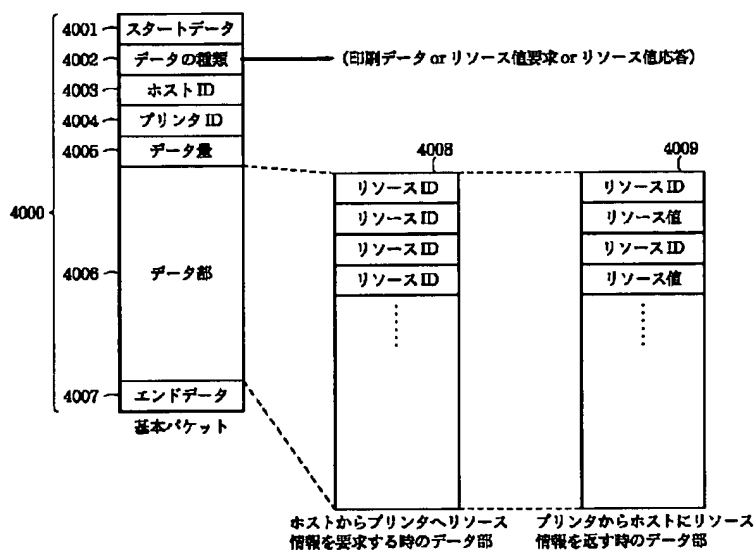 4000
4001 スタートデータ
4002 データの種類 (印刷データ or リソース値要求 or リソース値応答)
4003 ホストID
4004 プリンタID
4005 データ量
4006 データ部
4007 エンドデータ
基本パケット
4008
リソースID
リソースID
リソースID
リソースID
ホストからプリンタへリソース
情報を要求する時のデータ部
4009
リソースID
リソース値
リソースID
リソース値
プリンタからホストにリソース
情報を返す時のデータ部